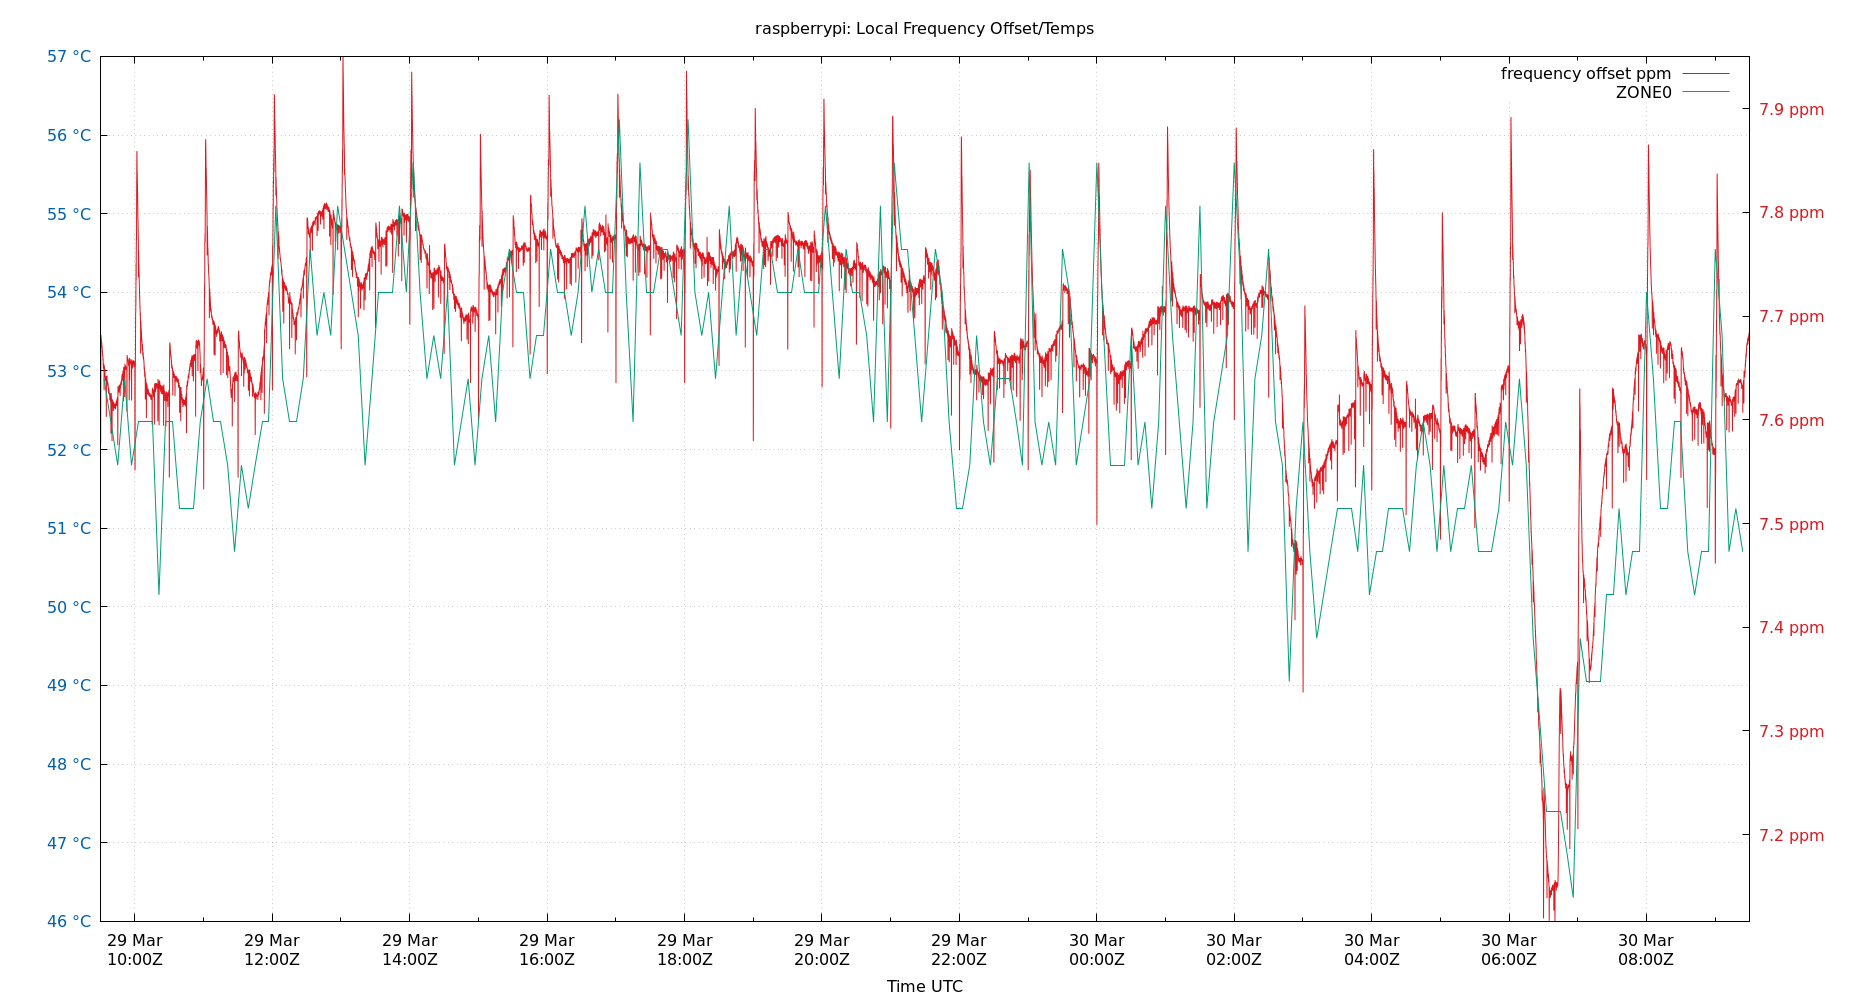 raspberrypi: Local Frequency Offset/Temps
frequency offset ppm
ZONE0
57 °C
56 °C
55 °C
54 °C
53 °C
52 °C
51 °C
50 °C
49 °C
48 °C
47 °C
46 °C
7.9 ppm
7.8 ppm
7.7 ppm
7.6 ppm
7.5 ppm
7.4 ppm
7.3 ppm
7.2 ppm
29 Mar 29 Mar 29 Mar 29 Mar 29 Mar 29 Mar 29 Mar 30 Mar 30 Mar 30 Mar 30 Mar 30 Mar
10:00Z 12:00Z 14:00Z 16:00Z 18:00Z 20:00Z 22:00Z 00:00Z 02:00Z 04:00Z 06:00Z 08:00Z
Time UTC